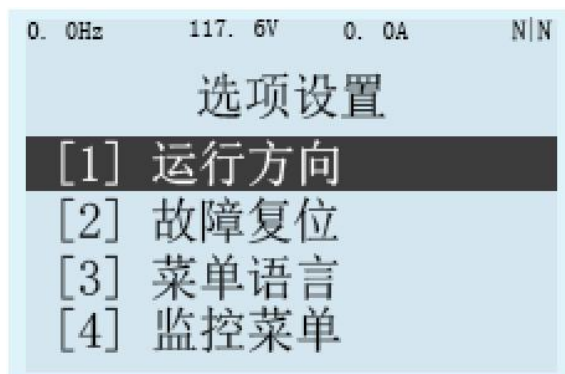 0. 0Hz 117. 6V 0. 0A N|N
选项设置
[1] 运行方向
[2] 故障复位
[3] 菜单语言
[4] 监控菜单